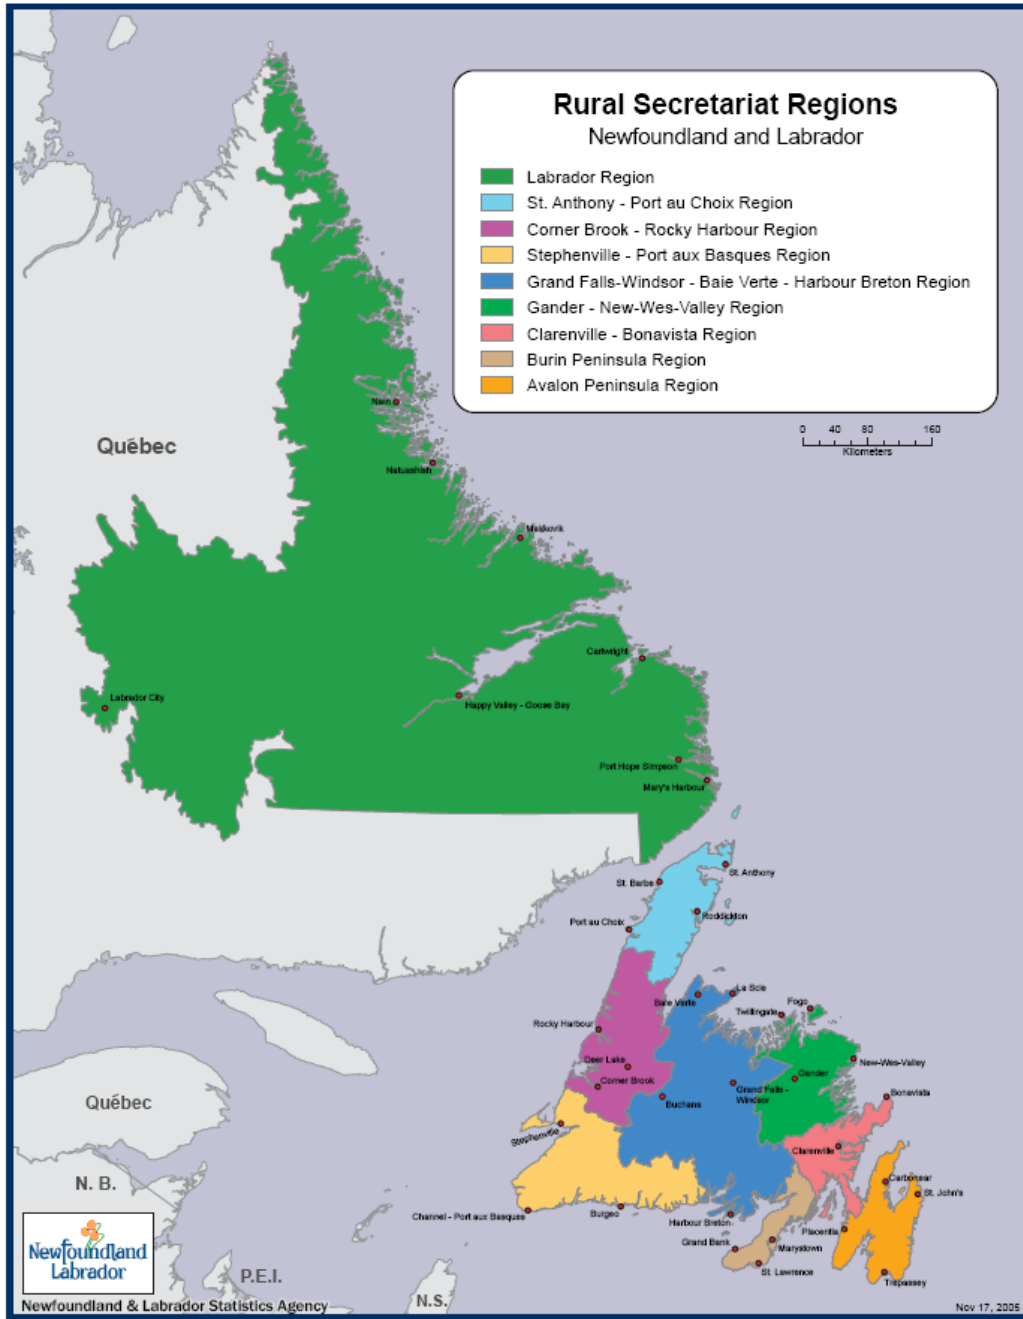 Rural Secretariat Regions
Newfoundland and Labrador
Labrador Region
St. Anthony - Port au Choix Region
Corner Brook - Rocky Harbour Region
Stephenville - Port aux Basques Region
Grand Falls-Windsor - Baie Verte - Harbour Breton Region
Gander - New-Wes-Valley Region
Clarenville - Bonavista Region
Burin Peninsula Region
Avalon Peninsula Region
0 40 80 160
Kilometers
Nain
Québec
Natuashish
Makkovik
Cartwright
Labrador City
Happy Valley - Goose Bay
Port Hope Simpson
Mary's Harbour
St. Anthony
St. Barbe
Roddickton
Port au Choix
La Scie
Baie Verte
Fogo
Twillingate
Rocky Harbour
Deer Lake
New-Wes-Valley
Gander
Corner Brook
Grand Falls -
Windsor
Bonavista
Buchans
Québec
Stephenville
Clarenville
Carbonear
N. B.
St. John's
Channel - Port aux Basques
Burgeo
Harbour Breton
Placentia
Grand Bank
Marystown
St. Lawrence
Trepassey
Newfoundland
Labrador
P.E.I.
N.S.
Newfoundland & Labrador Statistics Agency
Nov 17, 2005